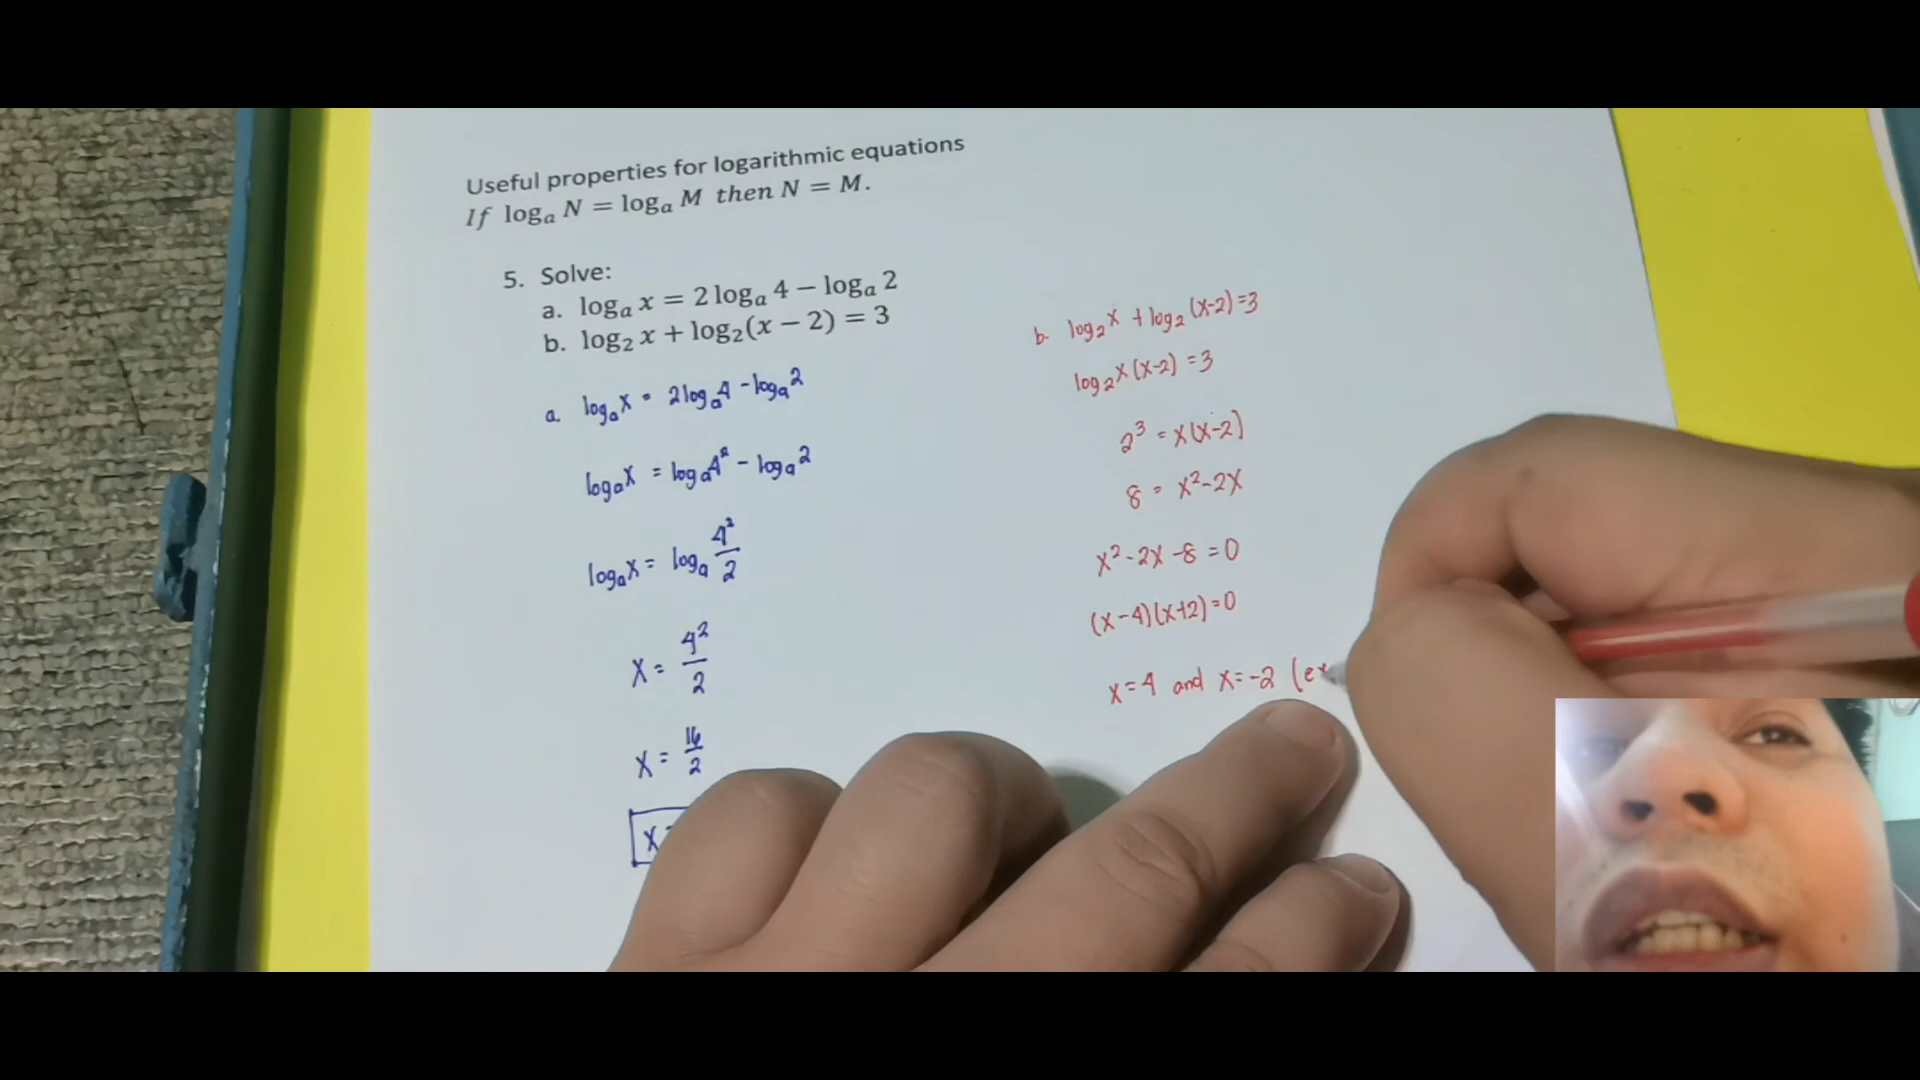 Useful properties for logarithmic equations
If logₐ N = logₐ M then N = M.
5. Solve:
a. logₐ x = 2 logₐ 4 − logₐ 2
b. log₂ x + log₂(x − 2) = 3
a. logₐx = 2logₐ4 - logₐ2
logₐx = logₐ4² - logₐ2
logₐx = logₐ 4²/2
x = 4²/2
x = 16/2
x =
b. log₂x + log₂(x-2) = 3
log₂x(x-2) = 3
2³ = x(x-2)
8 = x²-2x
x²-2x-8 = 0
(x-4)(x+2) = 0
x = 4 and x = -2 (ex